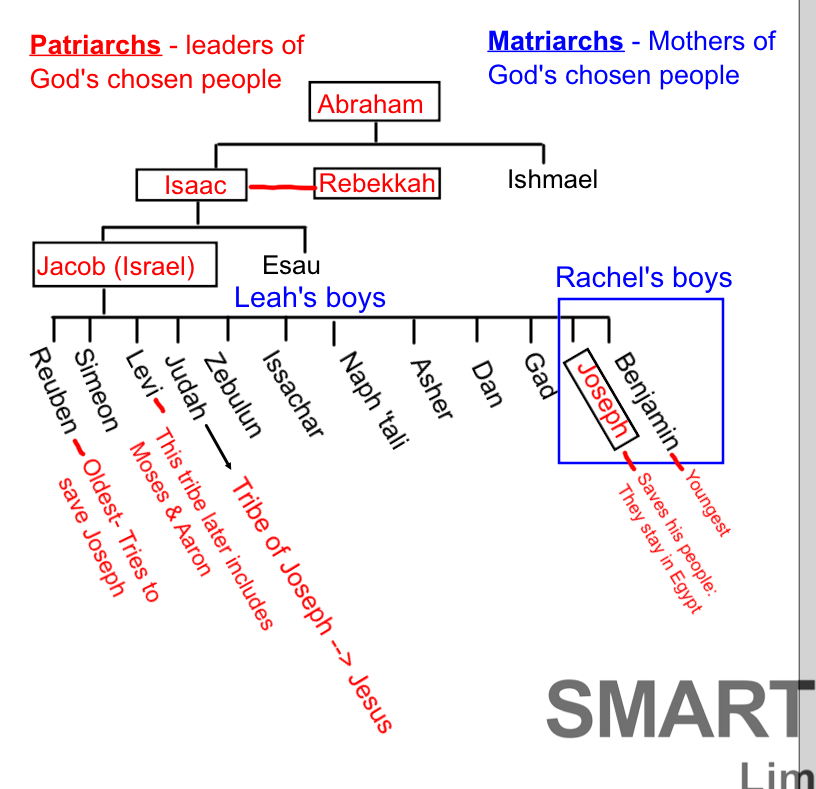 Patriarchs - leaders of
God's chosen people
Matriarchs - Mothers of
God's chosen people
Abraham
Isaac
Rebekkah
Ishmael
Jacob (Israel)
Esau
Leah's boys
Rachel's boys
Reuben
Simeon
Levi
Judah
Zebulun
Issachar
Naph 'tali
Asher
Dan
Gad
Joseph
Benjamin
Oldest- Tries to
save Joseph
This tribe later includes
Moses & Aaron
Tribe of Joseph --> Jesus
Saves his people:
They stay in Egypt
Youngest
SMART
Lim